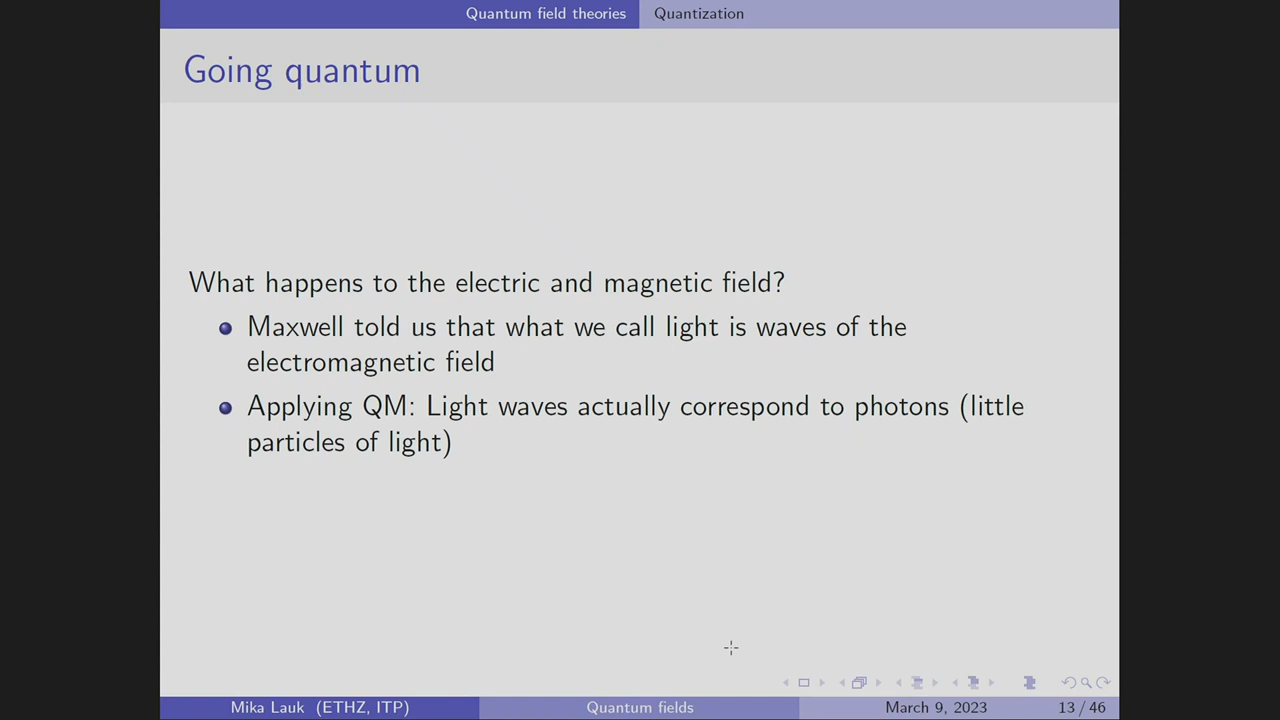 Quantum field theories Quantization
Going quantum
What happens to the electric and magnetic field?
Maxwell told us that what we call light is waves of the
electromagnetic field
Applying QM: Light waves actually correspond to photons (little
particles of light)
Mika Lauk (ETHZ, ITP) Quantum fields March 9, 2023 13 / 46